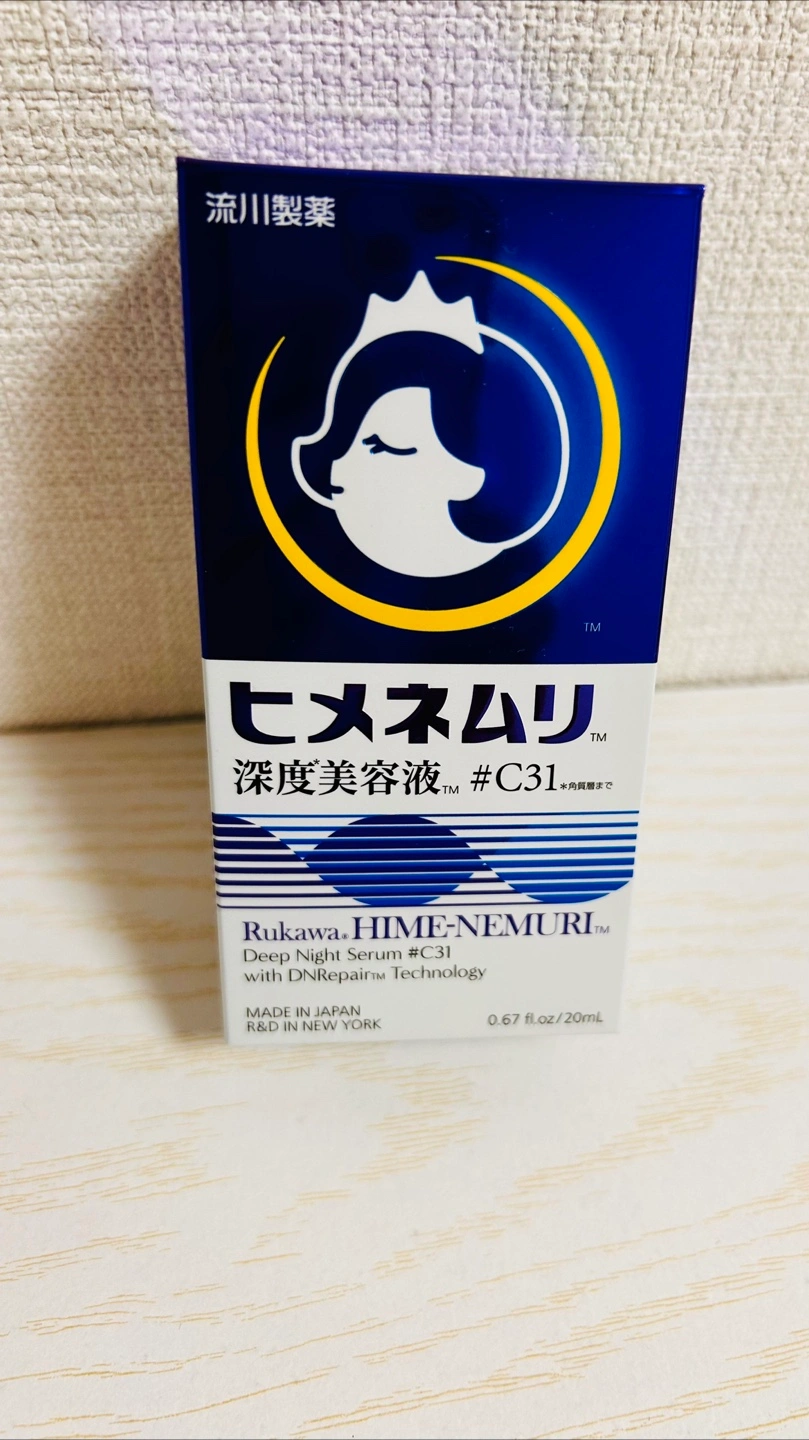 流川製薬
TM
ヒメネムリTM
深度*美容液TM #C31*角質層まで
Rukawa® HIME-NEMURITM
Deep Night Serum #C31
with DNRepairTM Technology
MADE IN JAPAN
R&D IN NEW YORK
0.67 fl.oz/20mL